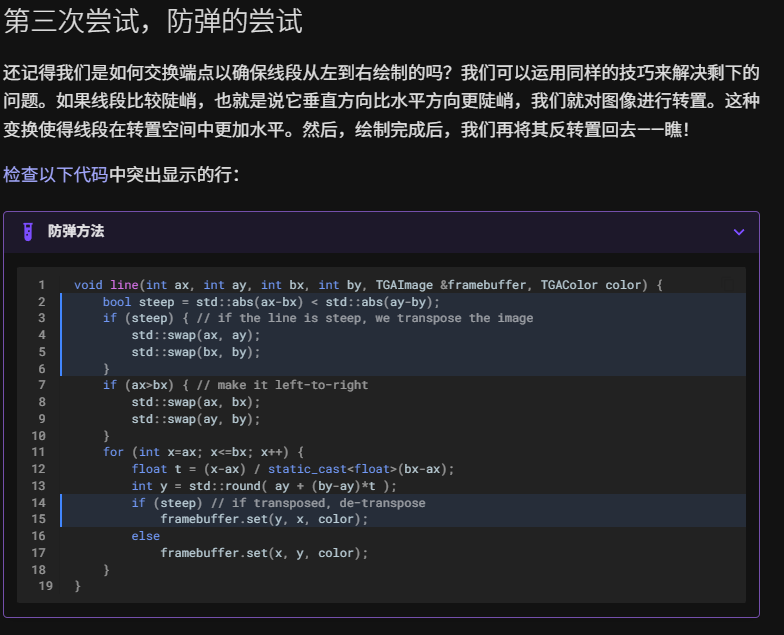 第三次尝试，防弹的尝试
还记得我们是如何交换端点以确保线段从左到右绘制的吗？我们可以运用同样的技巧来解决剩下的
问题。如果线段比较陡峭，也就是说它垂直方向比水平方向更陡峭，我们就对图像进行转置。这种
变换使得线段在转置空间中更加水平。然后，绘制完成后，我们再将其反转置回去——瞧！
检查以下代码中突出显示的行：
防弹方法
1 void line(int ax, int ay, int bx, int by, TGAImage &framebuffer, TGAColor color) {
2     bool steep = std::abs(ax-bx) < std::abs(ay-by);
3     if (steep) { // if the line is steep, we transpose the image
4         std::swap(ax, ay);
5         std::swap(bx, by);
6     }
7     if (ax>bx) { // make it left-to-right
8         std::swap(ax, bx);
9         std::swap(ay, by);
10     }
11     for (int x=ax; x<=bx; x++) {
12         float t = (x-ax) / static_cast<float>(bx-ax);
13         int y = std::round( ay + (by-ay)*t );
14         if (steep) // if transposed, de-transpose
15             framebuffer.set(y, x, color);
16         else
17             framebuffer.set(x, y, color);
18     }
19 }